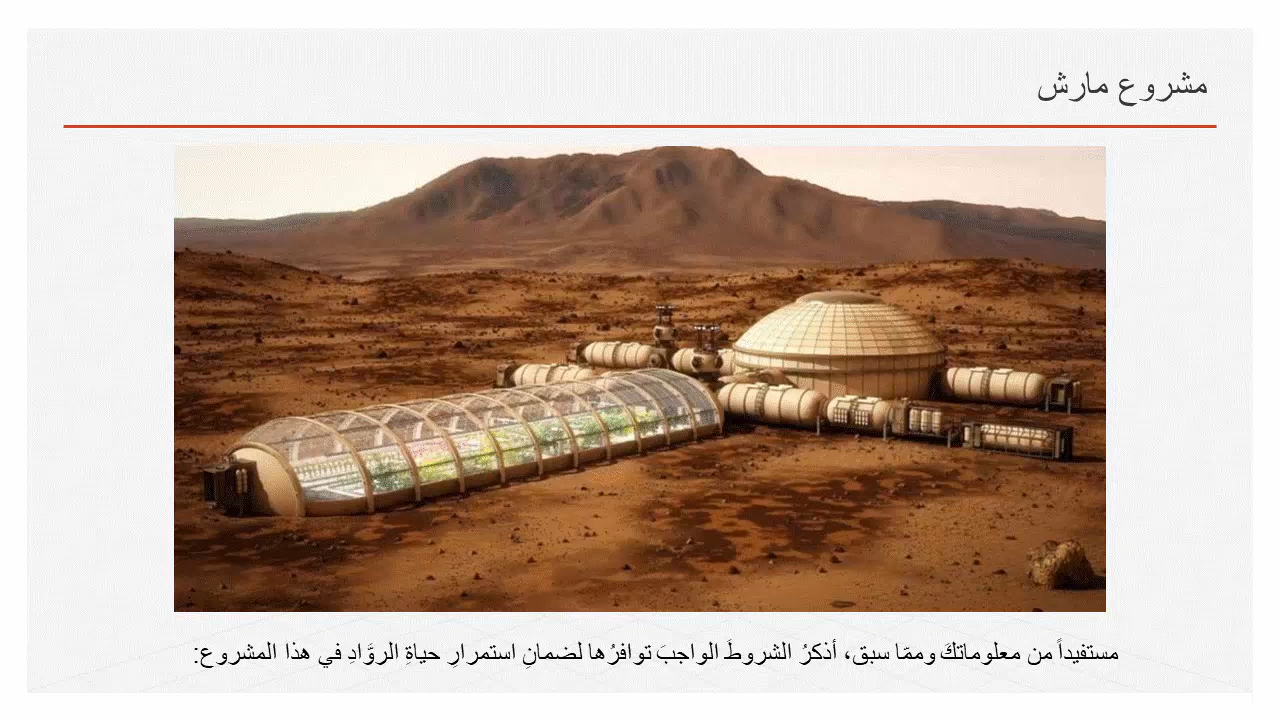 مشروع مارش
مستفيداً من معلوماتكَ وممّا سبق، أذكرُ الشروطَ الواجبَ توافرُها لضمانِ استمرارِ حياةِ الروَّادِ في هذا المشروع: